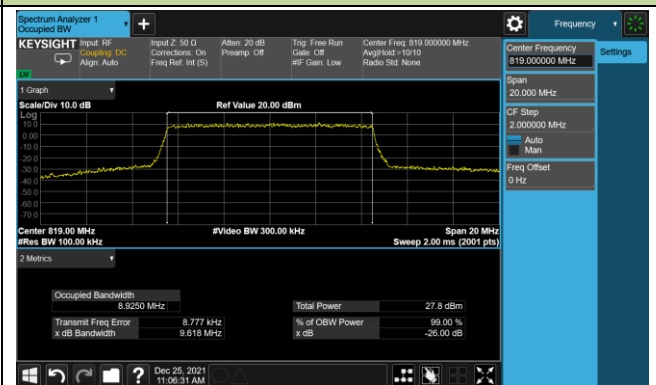 Spectrum Analyzer 1
Occupied BW
+
Frequency
KEYSIGHT
Input: RF
Coupling: DC
Align: Auto
Input Z: 50 Ω
Corrections: On
Freq Ref: Int (S)
Atten: 20 dB
Preamp: Off
Trig: Free Run
Gate: Off
#IF Gain: Low
Center Freq: 819.000000 MHz
Avg|Hold:>10/10
Radio Std: None
Center Frequency
819.000000 MHz
Settings
Span
20.000 MHz
CF Step
2.000000 MHz
Auto
Man
Freq Offset
0 Hz
1 Graph
Scale/Div 10.0 dB
Ref Value 20.00 dBm
Log
10.0
0.00
-10.0
-20.0
-30.0
-40.0
-50.0
-60.0
-70.0
Center 819.00 MHz
#Video BW 300.00 kHz
Span 20 MHz
#Res BW 100.00 kHz
Sweep 2.00 ms (2001 pts)
2 Metrics
Occupied Bandwidth
8.9250 MHz
Total Power
27.8 dBm
Transmit Freq Error
8.777 kHz
% of OBW Power
99.00 %
x dB Bandwidth
9.618 MHz
x dB
-26.00 dB
?
Dec 25, 2021
11:06:31 AM